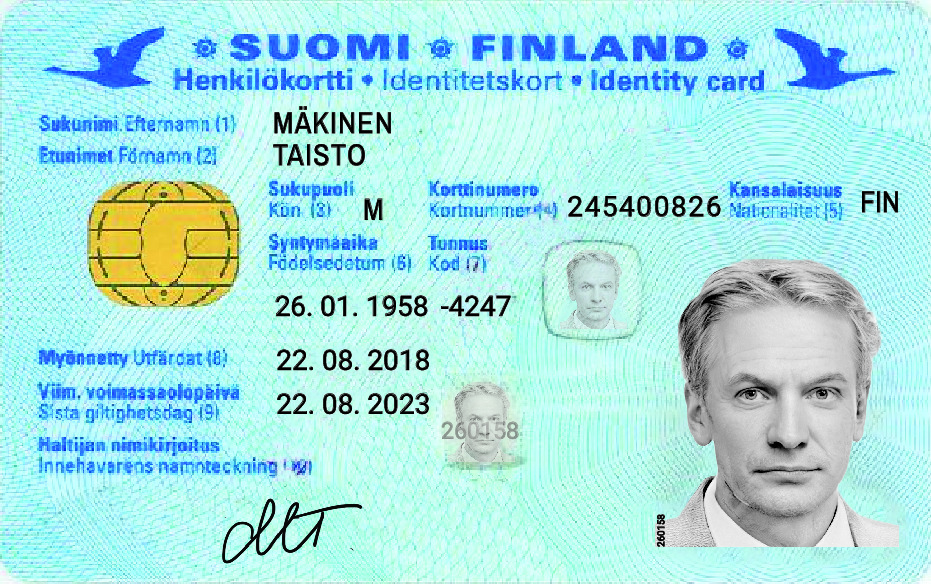 SUOMI FINLAND
Henkilökortti • Identitetskort • Identity card
Sukunimi Efternamn (1) MÄKINEN
Etunimet Förnamn (2) TAISTO
Sukupuoli Korttinumero Kansalaisuus
Kön (3) M Kortnummer (4) 245400826 Nationalitet (5) FIN
Syntymäaika Tunnus
Födelsedatum (6) Kod (7)
26. 01. 1958 -4247
Myönnetty Utfärdat (8) 22. 08. 2018
Viim. voimassaolopäivä
Sista giltighetsdag (9) 22. 08. 2023
260158
Haltijan nimikirjoitus
Innehavarens namnteckning
260158